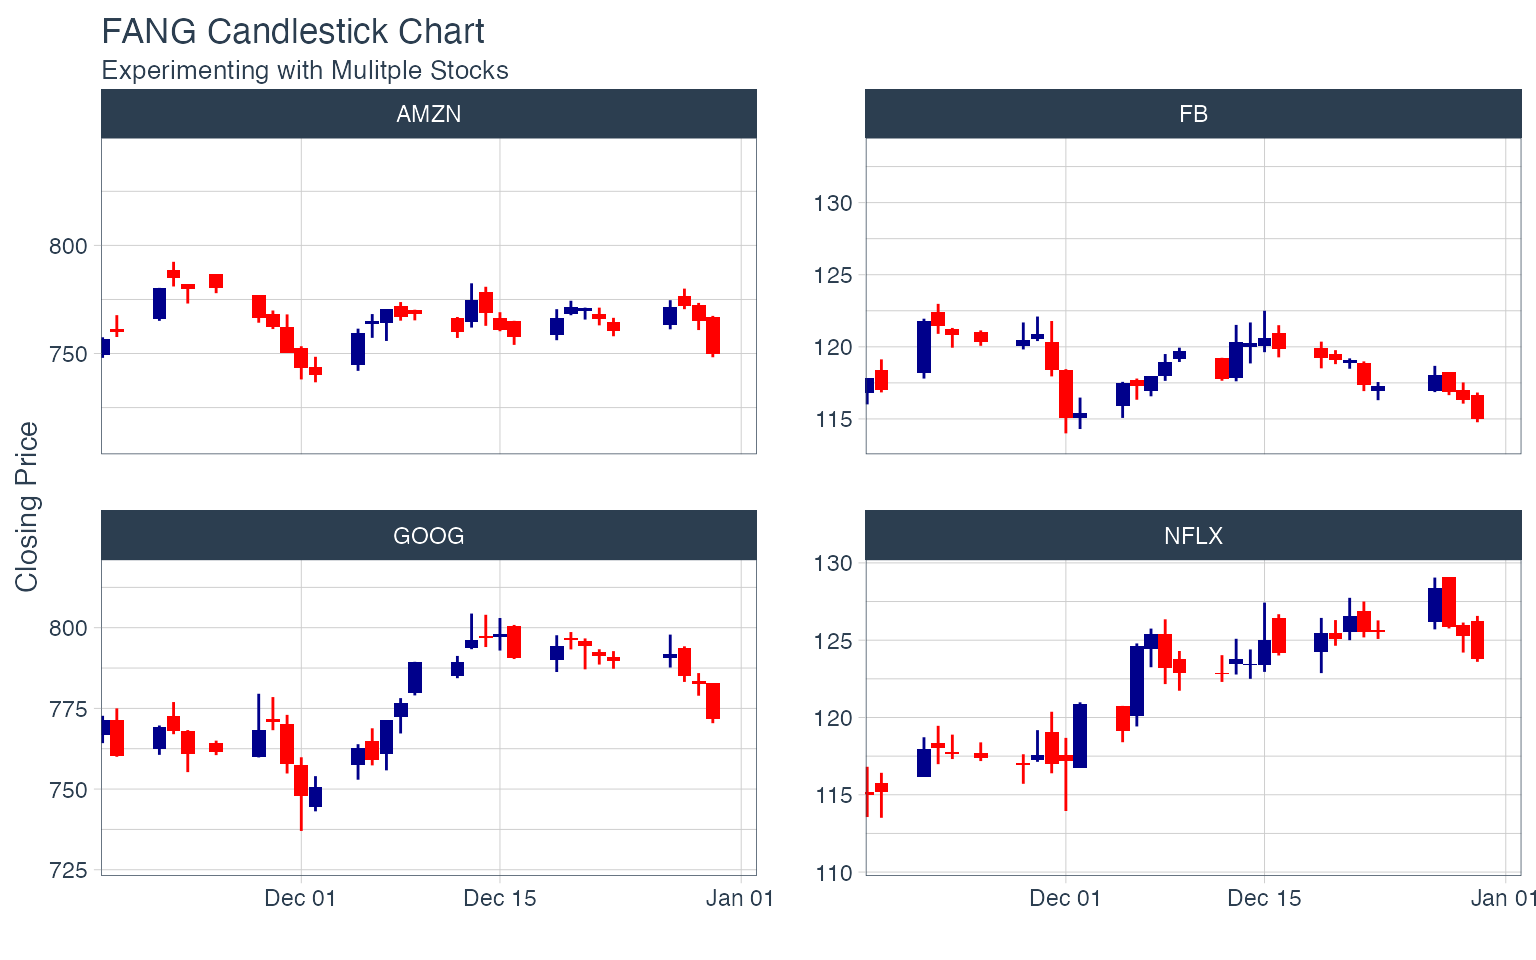 FANG Candlestick Chart
Experimenting with Mulitple Stocks
AMZN
FB
800
750
130
125
120
115
Closing Price
GOOG
NFLX
800
775
750
725
130
125
120
115
110
Dec 01
Dec 15
Jan 01
Dec 01
Dec 15
Jan 01